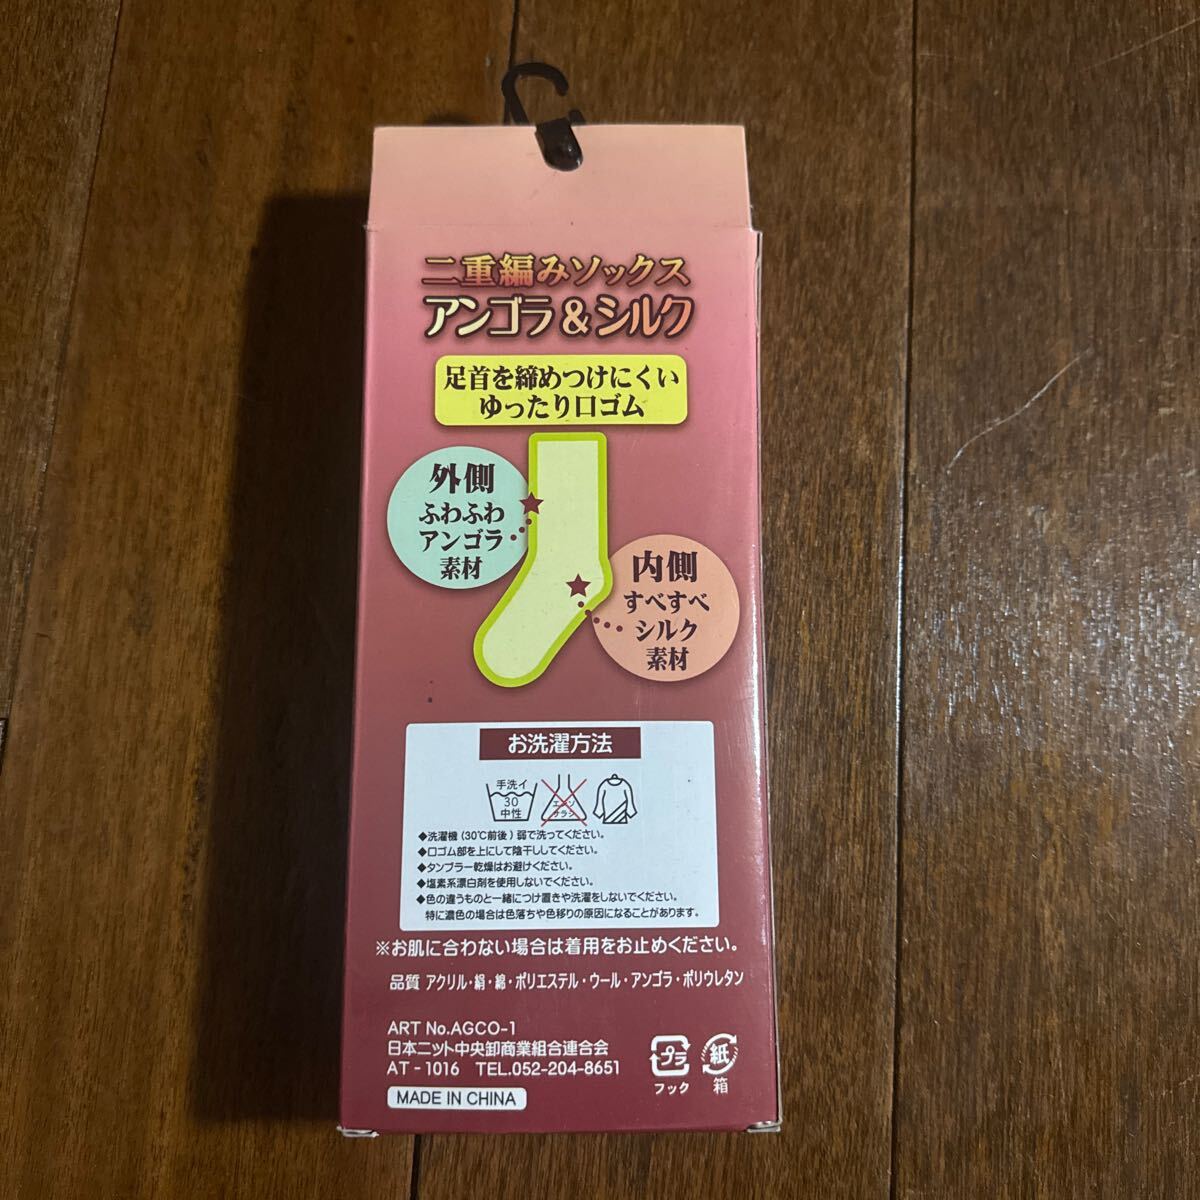 二重編みソックス
アンゴラ&シルク
足首を締めつけにくい
ゆったり口ゴム
外側
ふわふわ
アンゴラ
素材
内側
すべすべ
シルク
素材
お洗濯方法
手洗イ
30
中性
エンソ
サラシ
◆洗濯機(30℃前後)弱で洗ってください。
◆口ゴム部を上にして陰干ししてください。
◆タンブラー乾燥はお避けください。
◆塩素系漂白剤を使用しないでください。
◆色の違うものと一緒につけ置きや洗濯をしないでください。
特に濃色の場合は色落ちや色移りの原因になることがあります。
※お肌に合わない場合は着用をお止めください。
品質 アクリル・絹・綿・ポリエステル・ウール・アンゴラ・ポリウレタン
ART No.AGCO-1
日本ニット中央卸商業組合連合会
AT-1016 TEL.052-204-8651
MADE IN CHINA
プラ
フック
紙
箱